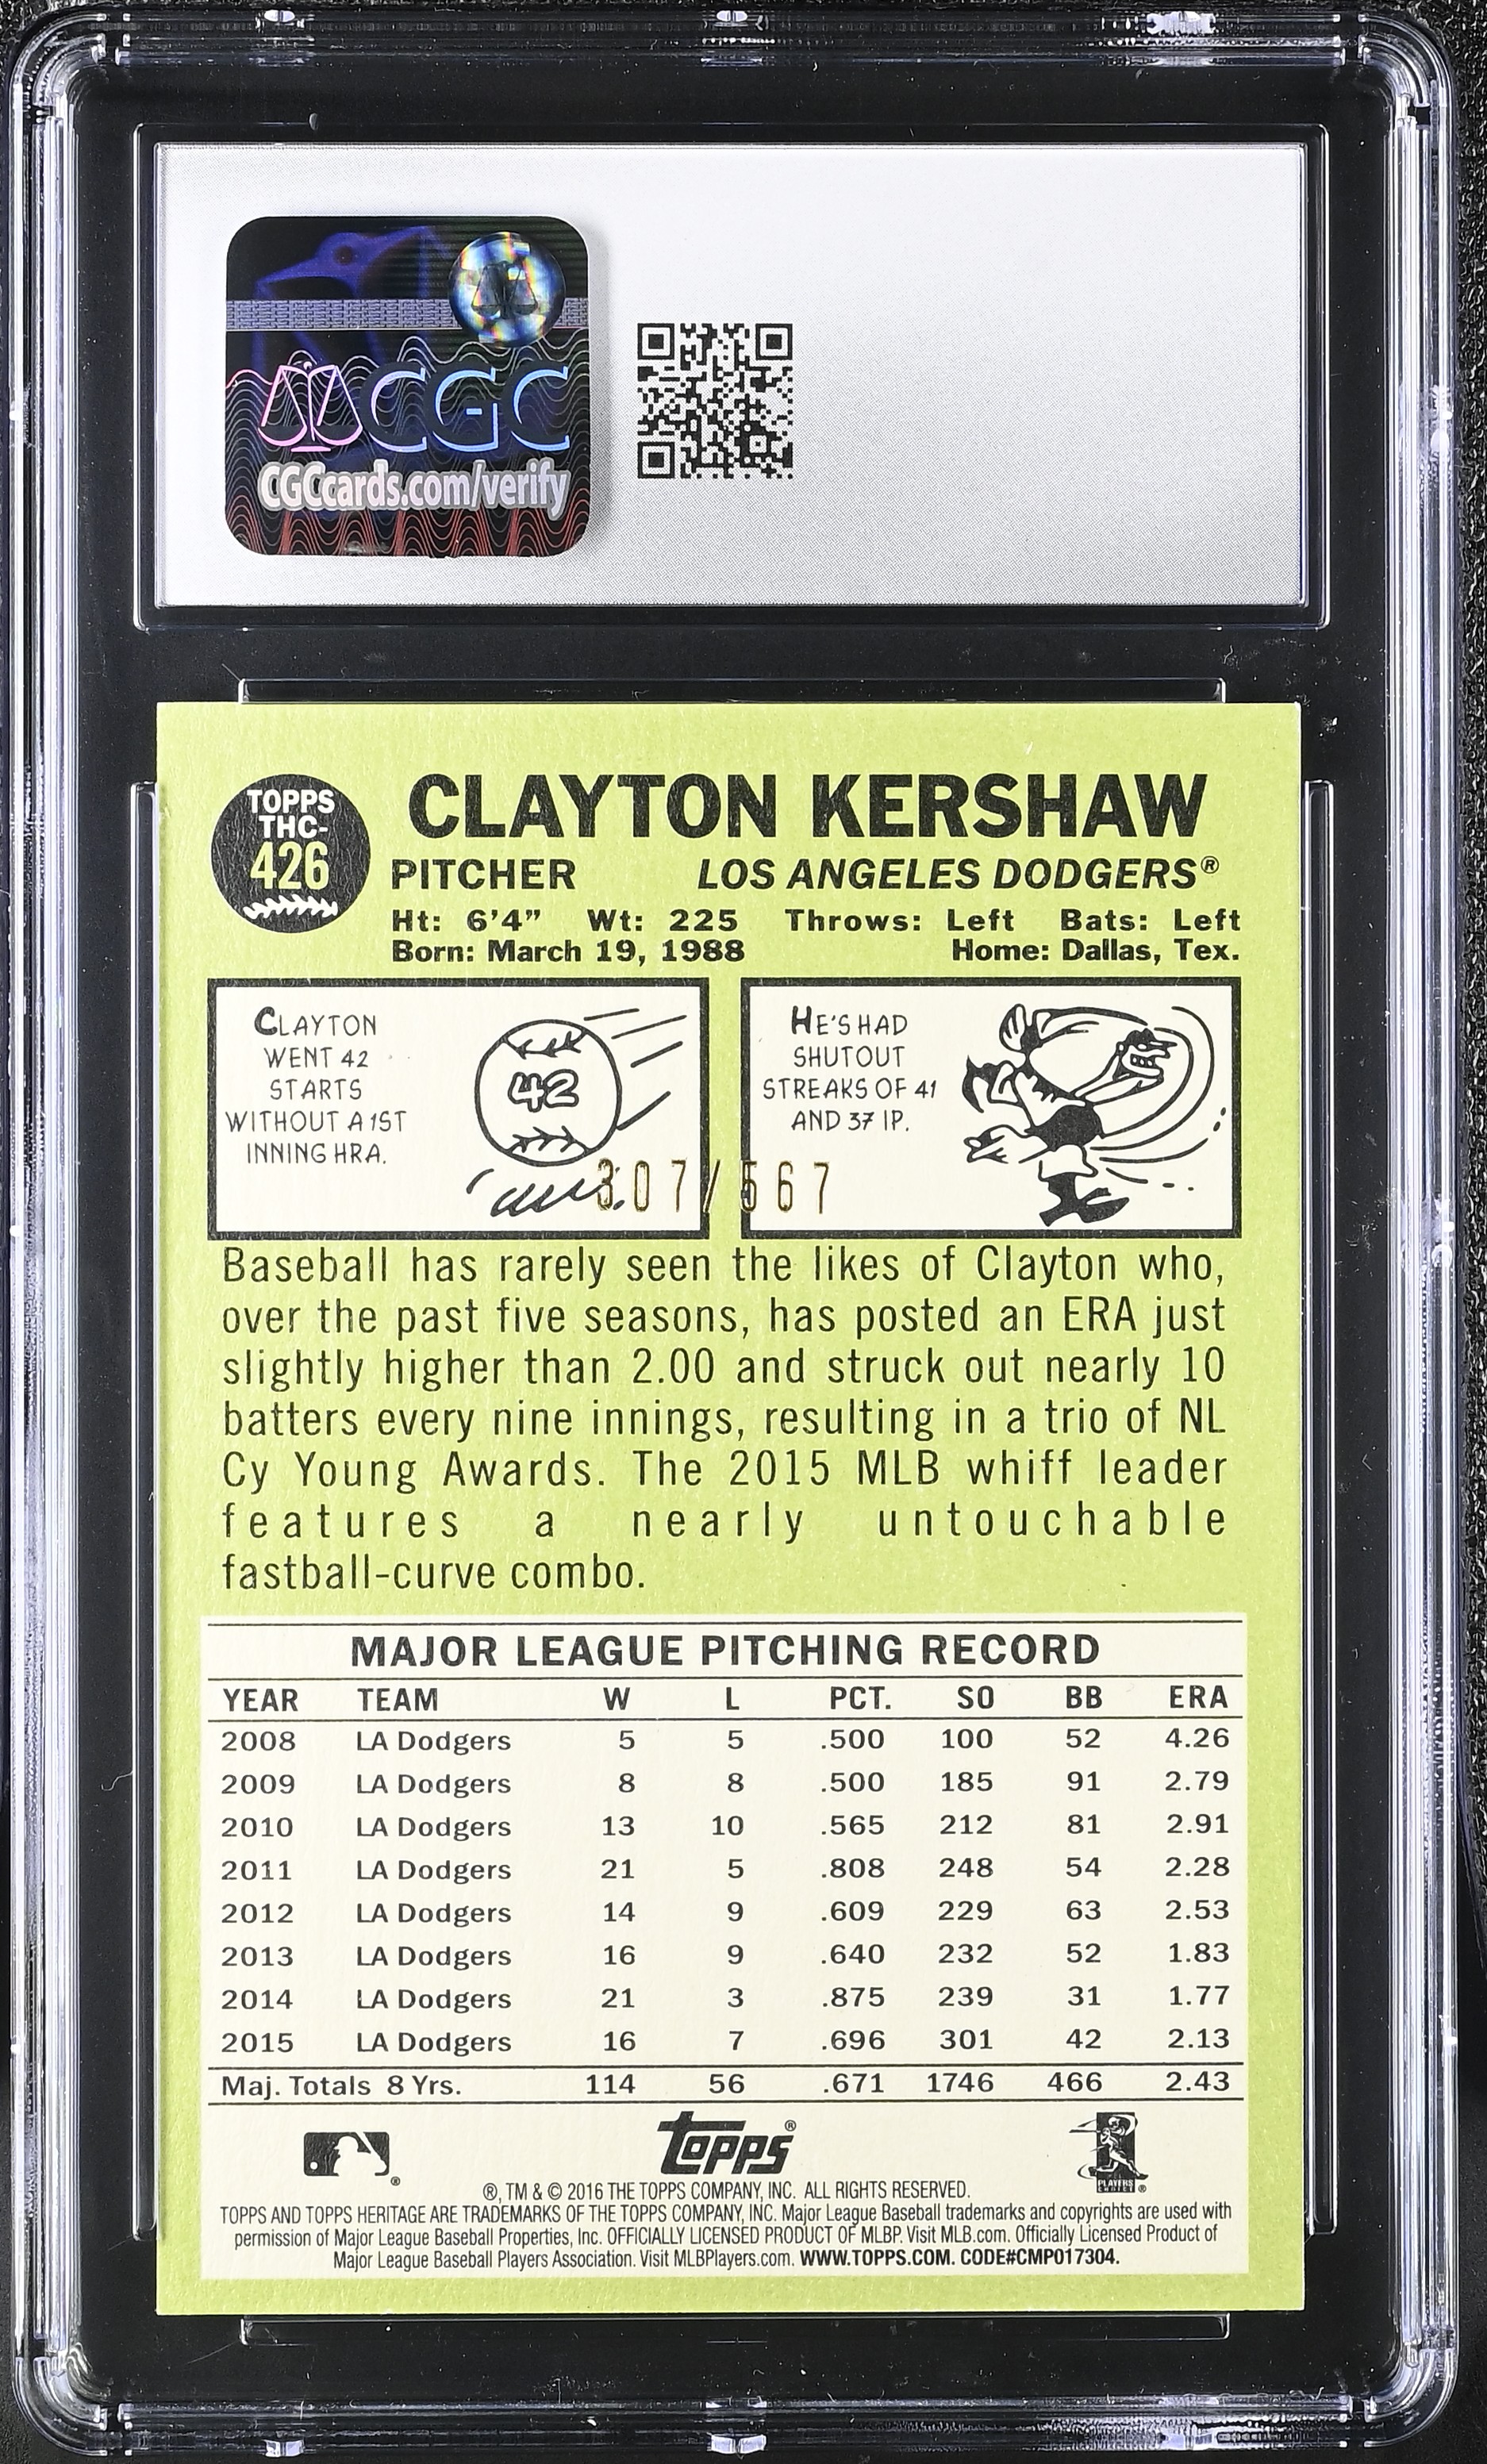 CGC
CGCcards.com/verify
TOPPS
THC-
426
CLAYTON KERSHAW
PITCHER LOS ANGELES DODGERS®
Ht: 6'4" Wt: 225 Throws: Left Bats: Left
Born: March 19, 1988 Home: Dallas, Tex.
CLAYTON
WENT 42
STARTS
WITHOUT A 1ST
INNING HRA.
42
HE'S HAD
SHUTOUT
STREAKS OF 41
AND 37 IP.
307/567
Baseball has rarely seen the likes of Clayton who,
over the past five seasons, has posted an ERA just
slightly higher than 2.00 and struck out nearly 10
batters every nine innings, resulting in a trio of NL
Cy Young Awards. The 2015 MLB whiff leader
features a nearly untouchable
fastball-curve combo.
MAJOR LEAGUE PITCHING RECORD
YEAR TEAM W L PCT. SO BB ERA
2008 LA Dodgers 5 5 .500 100 52 4.26
2009 LA Dodgers 8 8 .500 185 91 2.79
2010 LA Dodgers 13 10 .565 212 81 2.91
2011 LA Dodgers 21 5 .808 248 54 2.28
2012 LA Dodgers 14 9 .609 229 63 2.53
2013 LA Dodgers 16 9 .640 232 52 1.83
2014 LA Dodgers 21 3 .875 239 31 1.77
2015 LA Dodgers 16 7 .696 301 42 2.13
Maj. Totals 8 Yrs. 114 56 .671 1746 466 2.43
topps®
PLAYERS
CHOICE ®
®, TM & © 2016 THE TOPPS COMPANY, INC. ALL RIGHTS RESERVED.
TOPPS AND TOPPS HERITAGE ARE TRADEMARKS OF THE TOPPS COMPANY, INC. Major League Baseball trademarks and copyrights are used with
permission of Major League Baseball Properties, Inc. OFFICIALLY LICENSED PRODUCT OF MLBP. Visit MLB.com. Officially Licensed Product of
Major League Baseball Players Association. Visit MLBPlayers.com. WWW.TOPPS.COM. CODE#CMP017304.